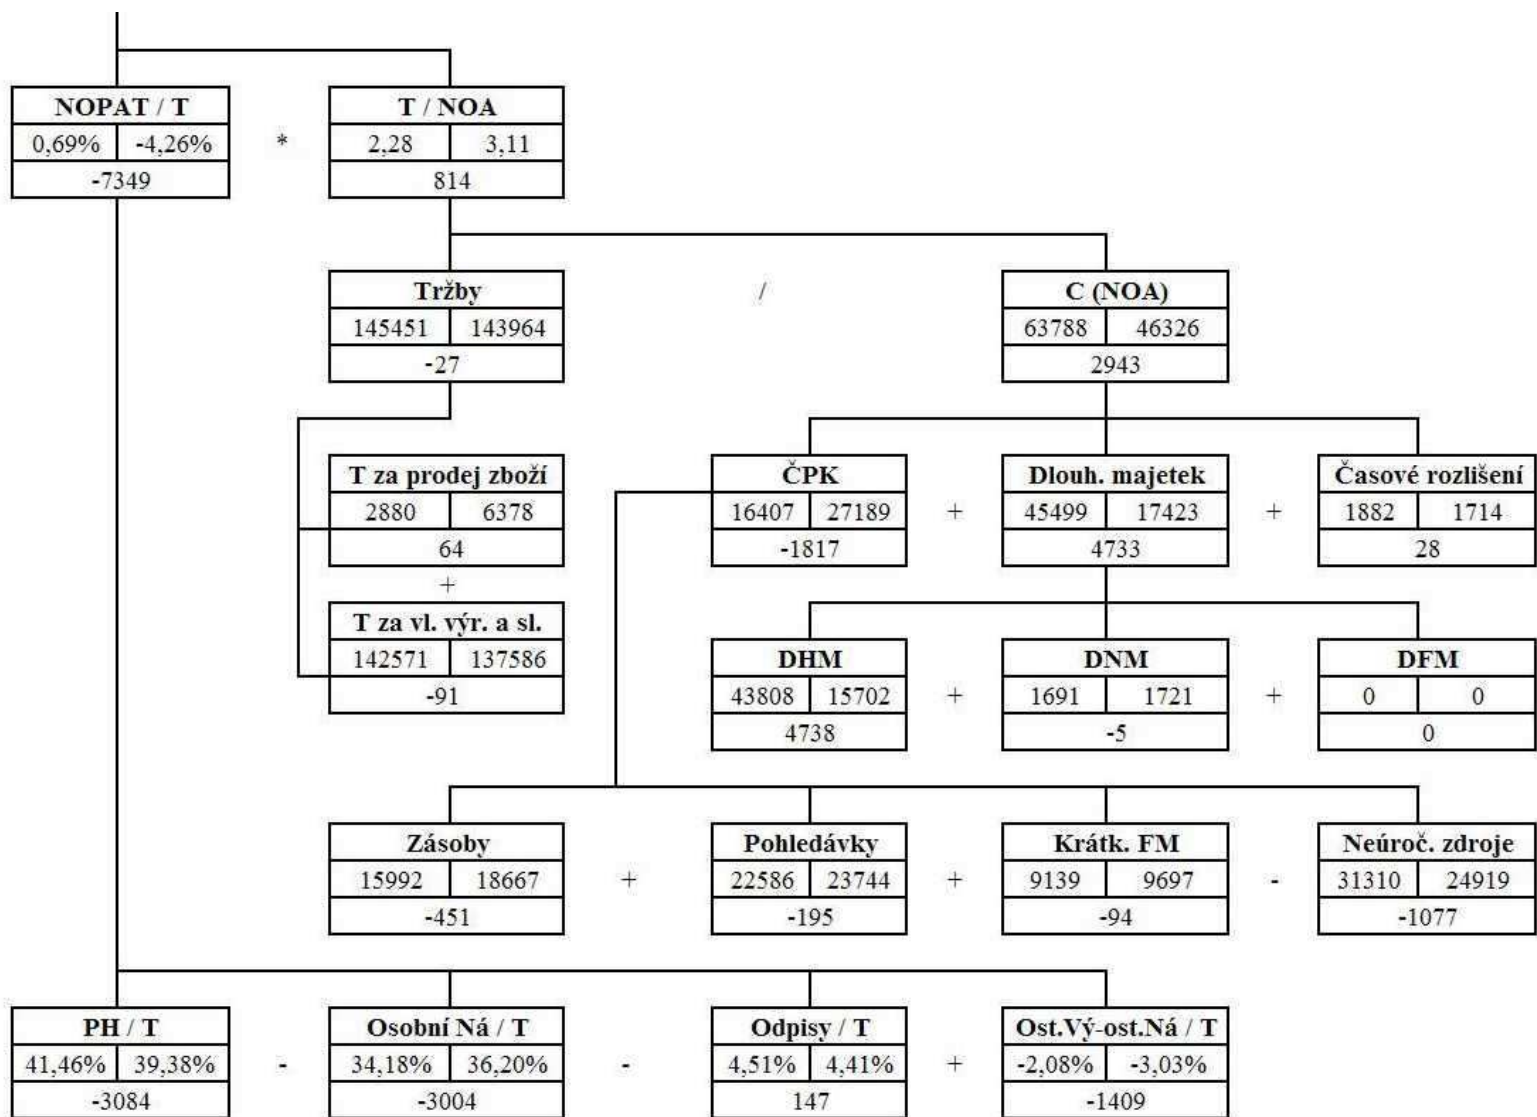 NOPAT / T
T / NOA
0,69% -4,26% * 2,28 3,11
-7349 814
Tržby / C (NOA)
145451 143964 63788 46326
-27 2943
T za prodej zboží ČPK Dlouh. majetek Časové rozlišení
2880 6378 16407 27189 + 45499 17423 + 1882 1714
64 -1817 4733 28
+
T za vl. výr. a sl.
142571 137586
-91
DHM DNM DFM
43808 15702 + 1691 1721 + 0 0
4738 -5 0
Zásoby Pohledávky Krátk. FM Neúroč. zdroje
15992 18667 + 22586 23744 + 9139 9697 - 31310 24919
-451 -195 -94 -1077
PH / T Osobní Ná / T Odpisy / T Ost.Vý-ost.Ná / T
41,46% 39,38% - 34,18% 36,20% - 4,51% 4,41% + -2,08% -3,03%
-3084 -3004 147 -1409